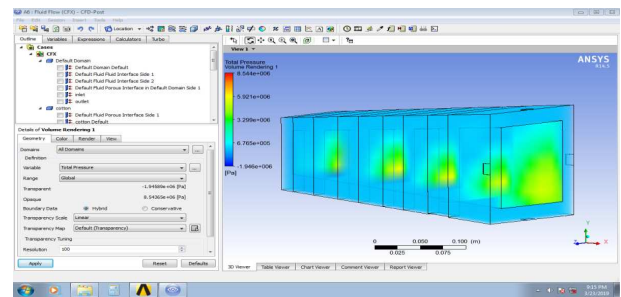 A6 : Fluid Flow (CFX) - CFD-Post
File Edit Session Insert Tools Help
Location
Outline Variables Expressions Calculators Turbo
Cases
CFX
Default Domain
Default Domain Default
Default Fluid Fluid Interface Side 1
Default Fluid Fluid Interface Side 2
Default Fluid Porous Interface in Default Domain Side 1
inlet
outlet
cotton
Default Fluid Porous Interface Side 1
cotton Default
Details of Volume Rendering 1
Geometry Color Render View
Domains All Domains
Definition
Variable Total Pressure
Range Global
Transparent -1.94588e+06 [Pa]
Opaque 8.54365e+06 [Pa]
Boundary Data Hybrid Conservative
Transparency Scale Linear
Transparency Map Default (Transparency)
Transparency Tuning
Resolution 100
Apply Reset Defaults
View 1
Total Pressure
Volume Rendering 1
8.544e+006
5.921e+006
3.299e+006
6.765e+005
-1.946e+006
[Pa]
ANSYS
R14.5
0 0.050 0.100 (m)
0.025 0.075
Y
Z X
3D Viewer Table Viewer Chart Viewer Comment Viewer Report Viewer
9:15 PM